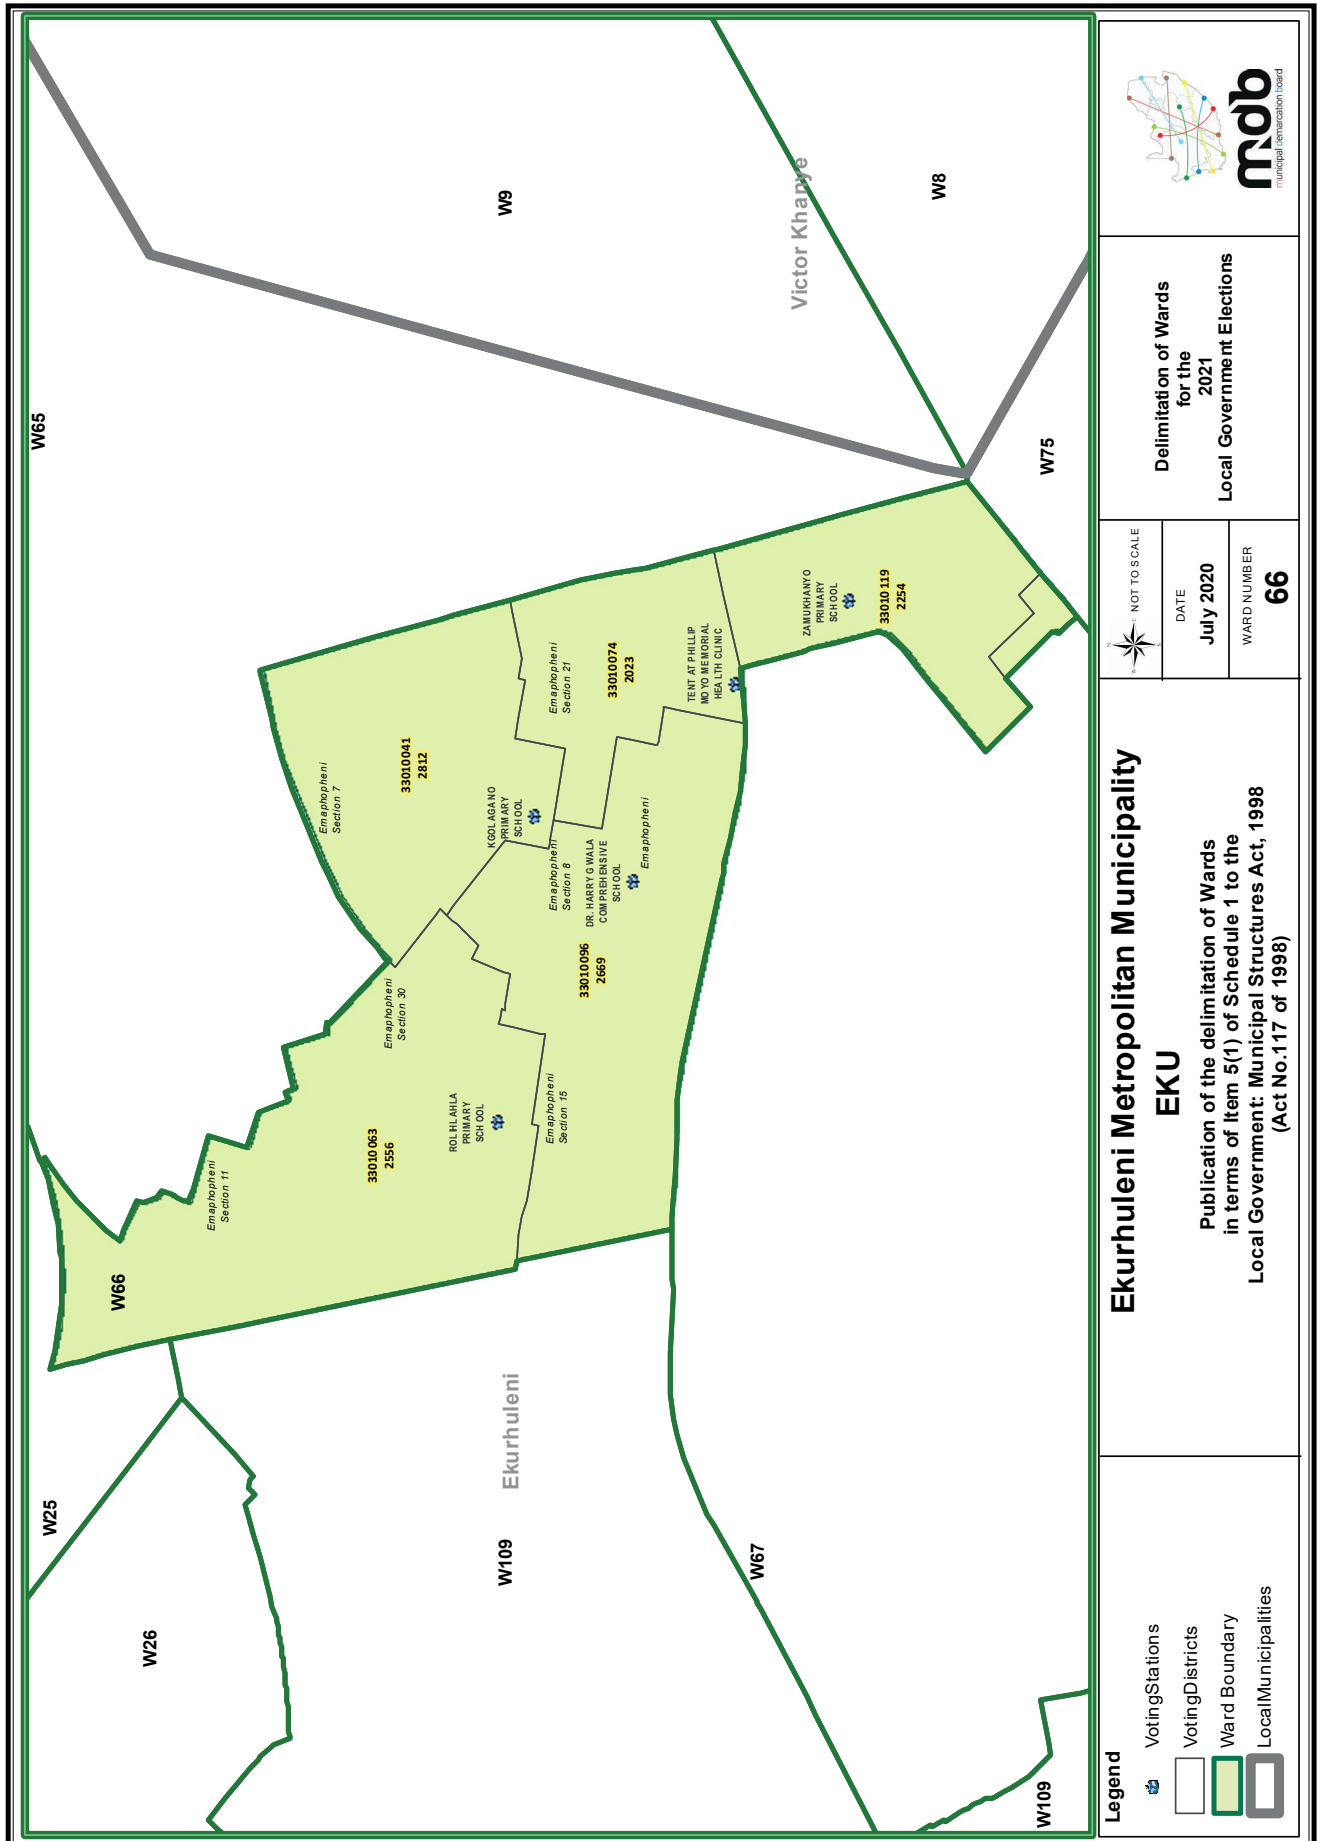 W65
W9
Victor Khanye
W8
W75
W25
W26
W66
W109
Ekurhuleni
W67
W109
Emaphopheni
Section 11
33010063
2556
Emaphopheni
Section 30
ROLIHLAHLA
PRIMARY
SCHOOL
Emaphopheni
Section 15
Emaphopheni
Section 7
33010041
2812
KGOLAGANO
PRIMARY
SCHOOL
Emaphopheni
Section 8
DR. HARRY GWALA
COMPREHENSIVE
SCHOOL
Emaphopheni
33010096
2669
Emaphopheni
Section 21
33010074
2023
TENT AT PHILLIP
MOYO MEMORIAL
HEALTH CLINIC
ZAMUKHANYO
PRIMARY
SCHOOL
33010119
2254
Legend
VotingStations
VotingDistricts
Ward Boundary
LocalMunicipalities
Ekurhuleni Metropolitan Municipality
EKU
Publication of the delimitation of Wards
in terms of Item 5(1) of Schedule 1 to the
Local Government: Municipal Structures Act, 1998
(Act No.117 of 1998)
N
W
E
S
NOT TO SCALE
DATE
July 2020
WARD NUMBER
66
Delimitation of Wards
for the
2021
Local Government Elections
mdb
municipal demarcation board